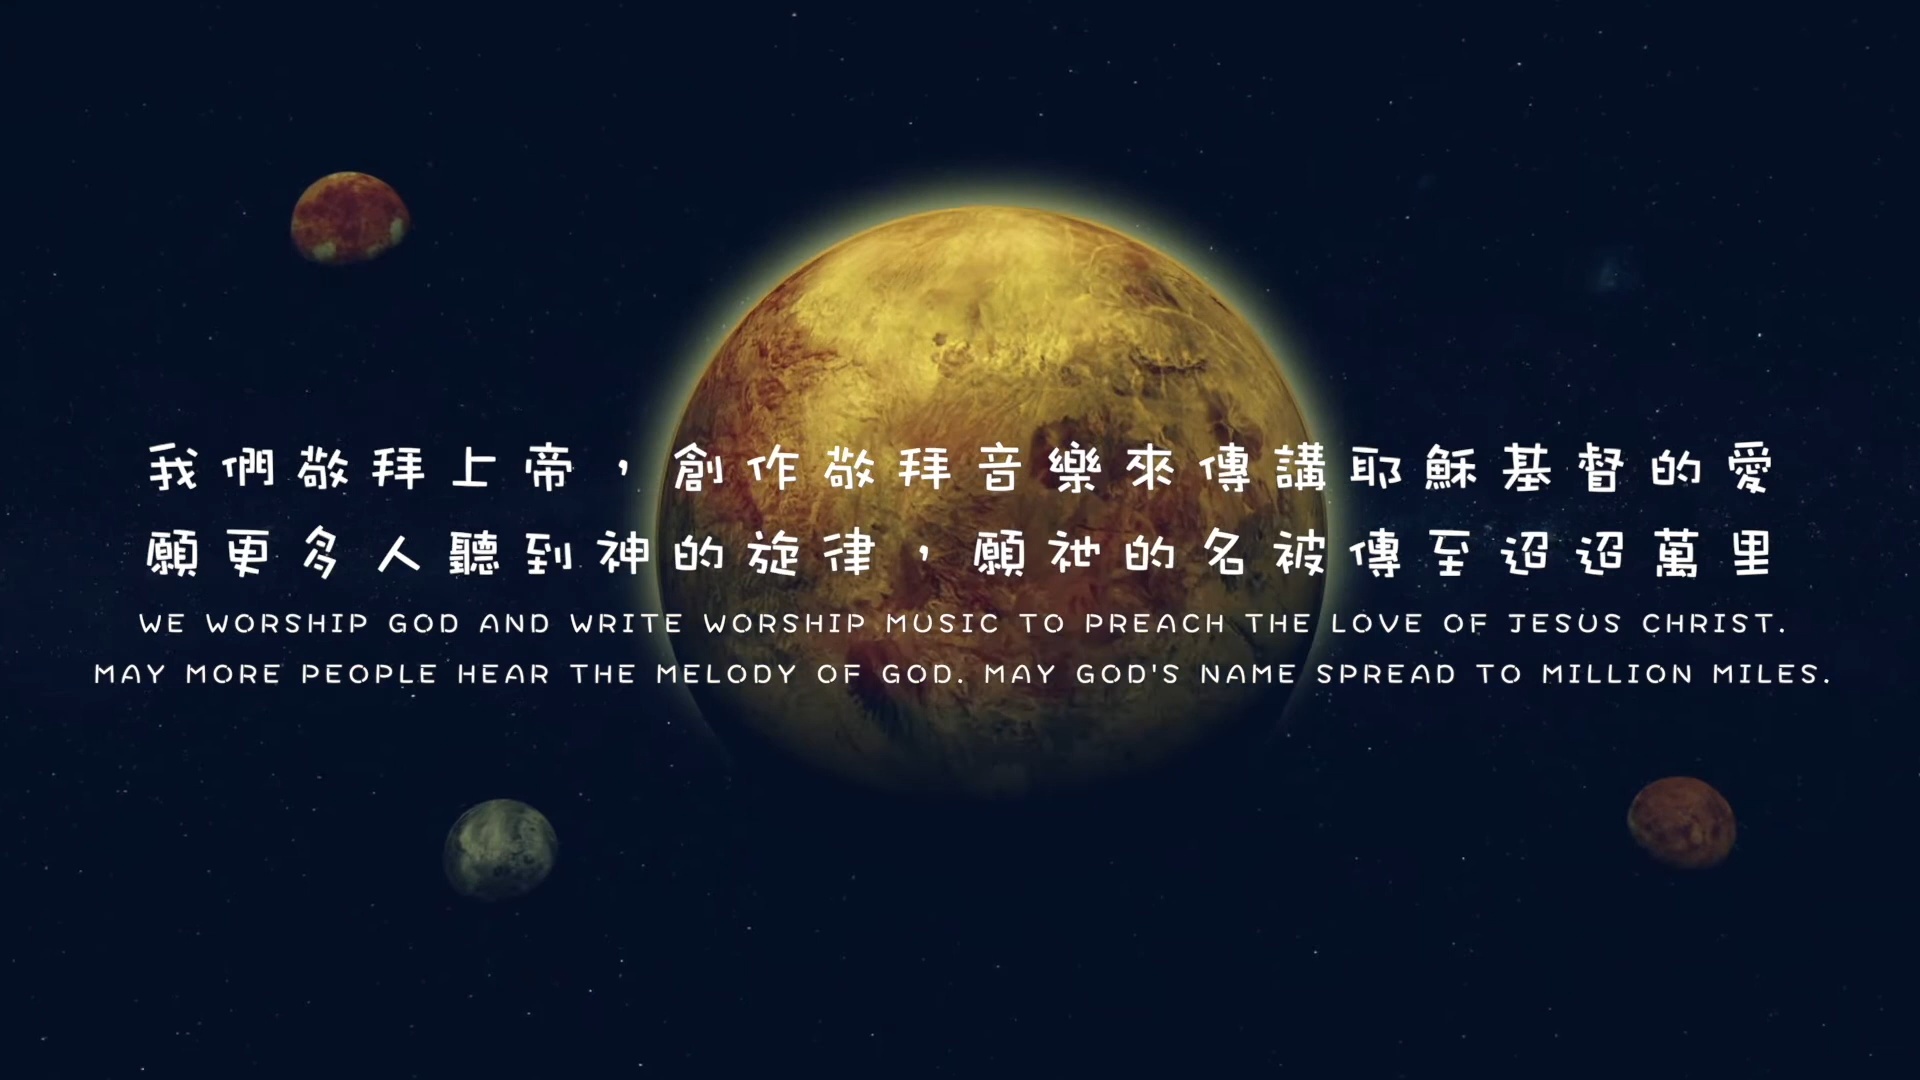 我們敬拜上帝，創作敬拜音樂來傳講耶穌基督的愛
願更多人聽到神的旋律，願祂的名被傳至迢迢萬里
WE WORSHIP GOD AND WRITE WORSHIP MUSIC TO PREACH THE LOVE OF JESUS CHRIST.
MAY MORE PEOPLE HEAR THE MELODY OF GOD. MAY GOD'S NAME SPREAD TO MILLION MILES.